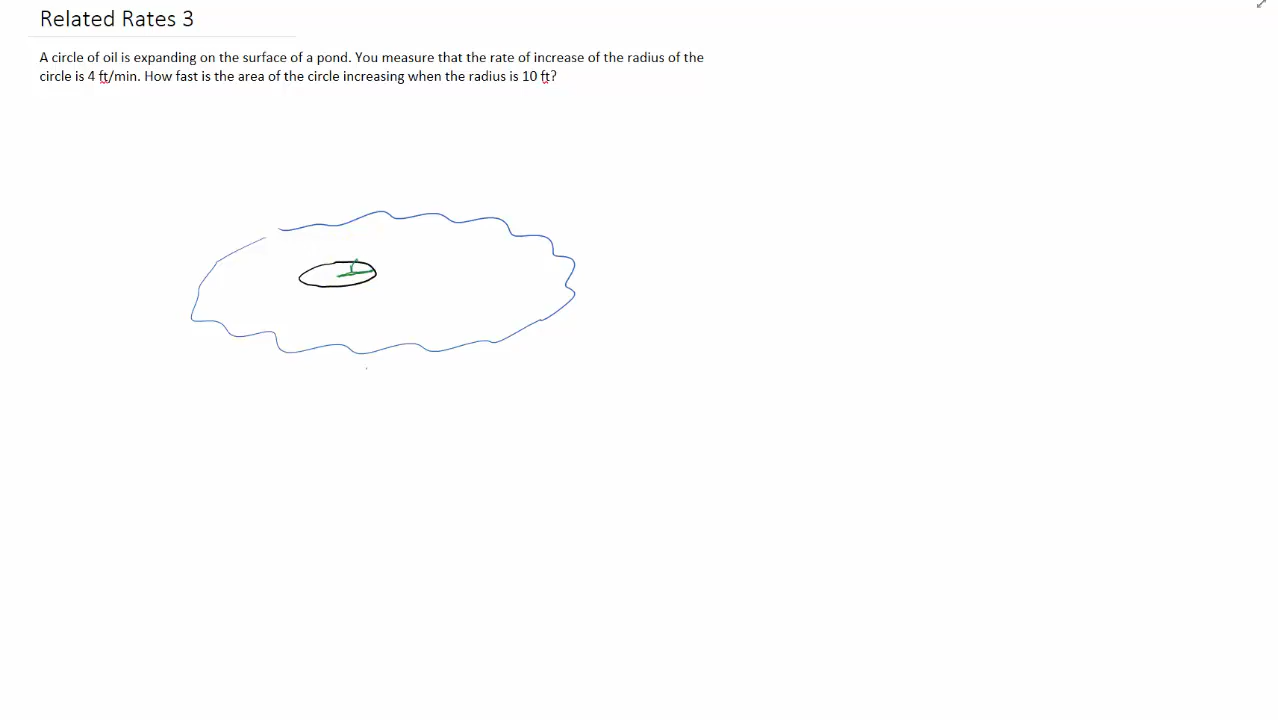 Related Rates 3
A circle of oil is expanding on the surface of a pond. You measure that the rate of increase of the radius of the
circle is 4 ft/min. How fast is the area of the circle increasing when the radius is 10 ft?